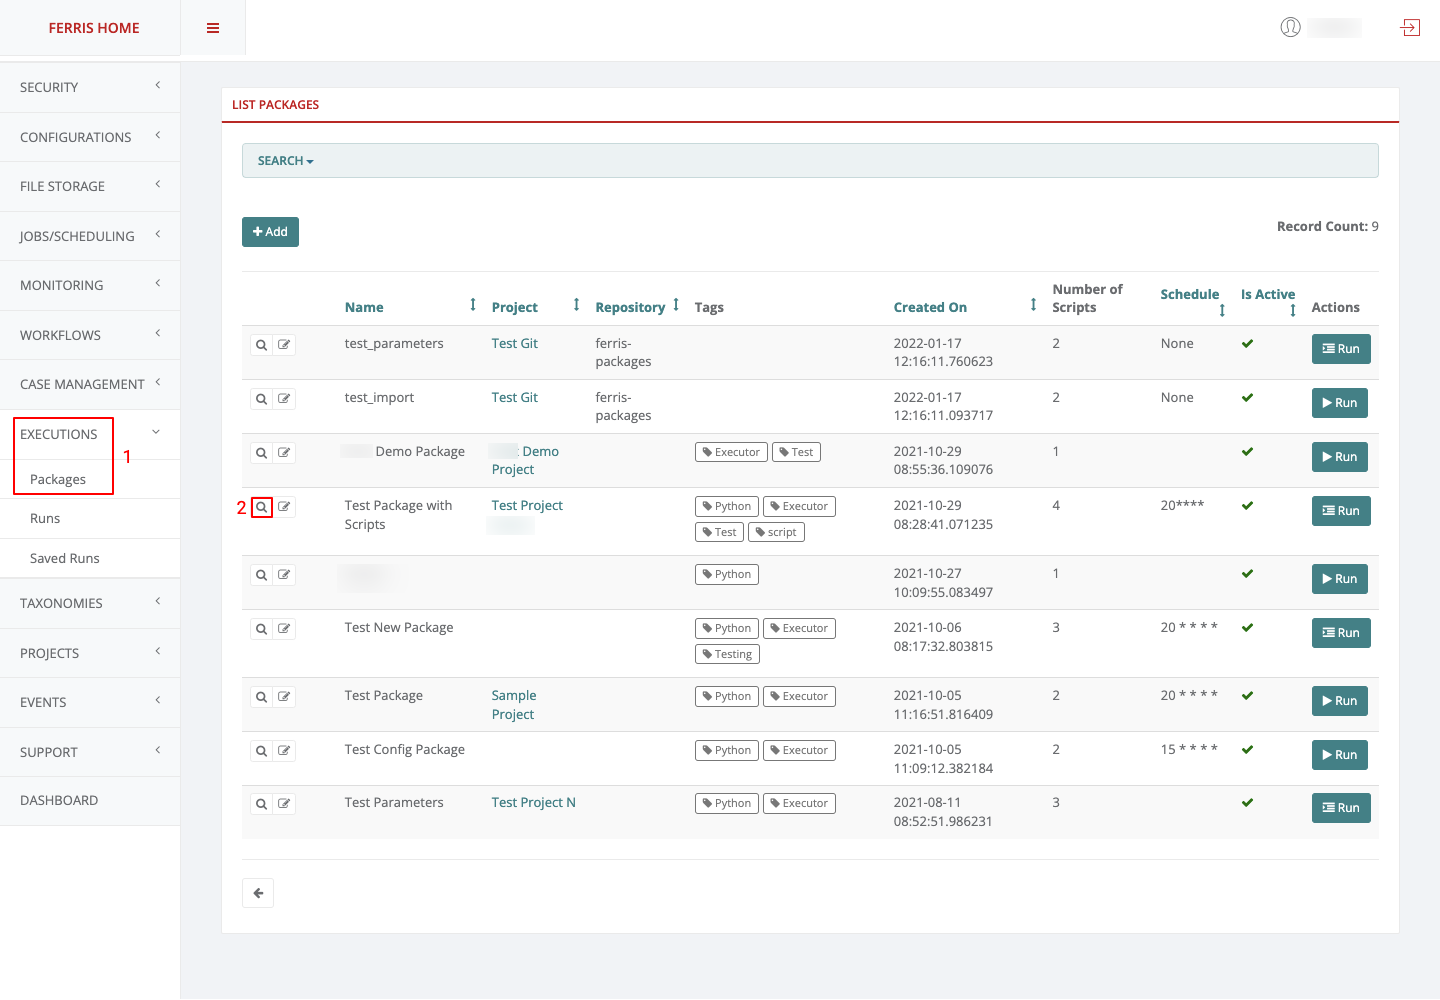 FERRIS HOME
SECURITY
CONFIGURATIONS
FILE STORAGE
JOBS/SCHEDULING
MONITORING
WORKFLOWS
CASE MANAGEMENT
EXECUTIONS
1
Packages
Runs
Saved Runs
TAXONOMIES
PROJECTS
EVENTS
SUPPORT
DASHBOARD
LIST PACKAGES
SEARCH
Add
Record Count: 9
Name Project Repository Tags Created On Number of Scripts Schedule Is Active Actions
test_parameters Test Git ferris-packages 2022-01-17 12:16:11.760623 2 None Run
test_import Test Git ferris-packages 2022-01-17 12:16:11.093717 2 None Run
Demo Package Demo Project Executor Test 2021-10-29 08:55:36.109076 1 Run
2 Test Package with Scripts Test Project Python Executor Test script 2021-10-29 08:28:41.071235 4 20**** Run
Python 2021-10-27 10:09:55.083497 1 Run
Test New Package Python Executor Testing 2021-10-06 08:17:32.803815 3 20 * * * * Run
Test Package Sample Project Python Executor 2021-10-05 11:16:51.816409 2 20 * * * * Run
Test Config Package Python Executor 2021-10-05 11:09:12.382184 2 15 * * * * Run
Test Parameters Test Project N Python Executor 2021-08-11 08:52:51.986231 3 Run